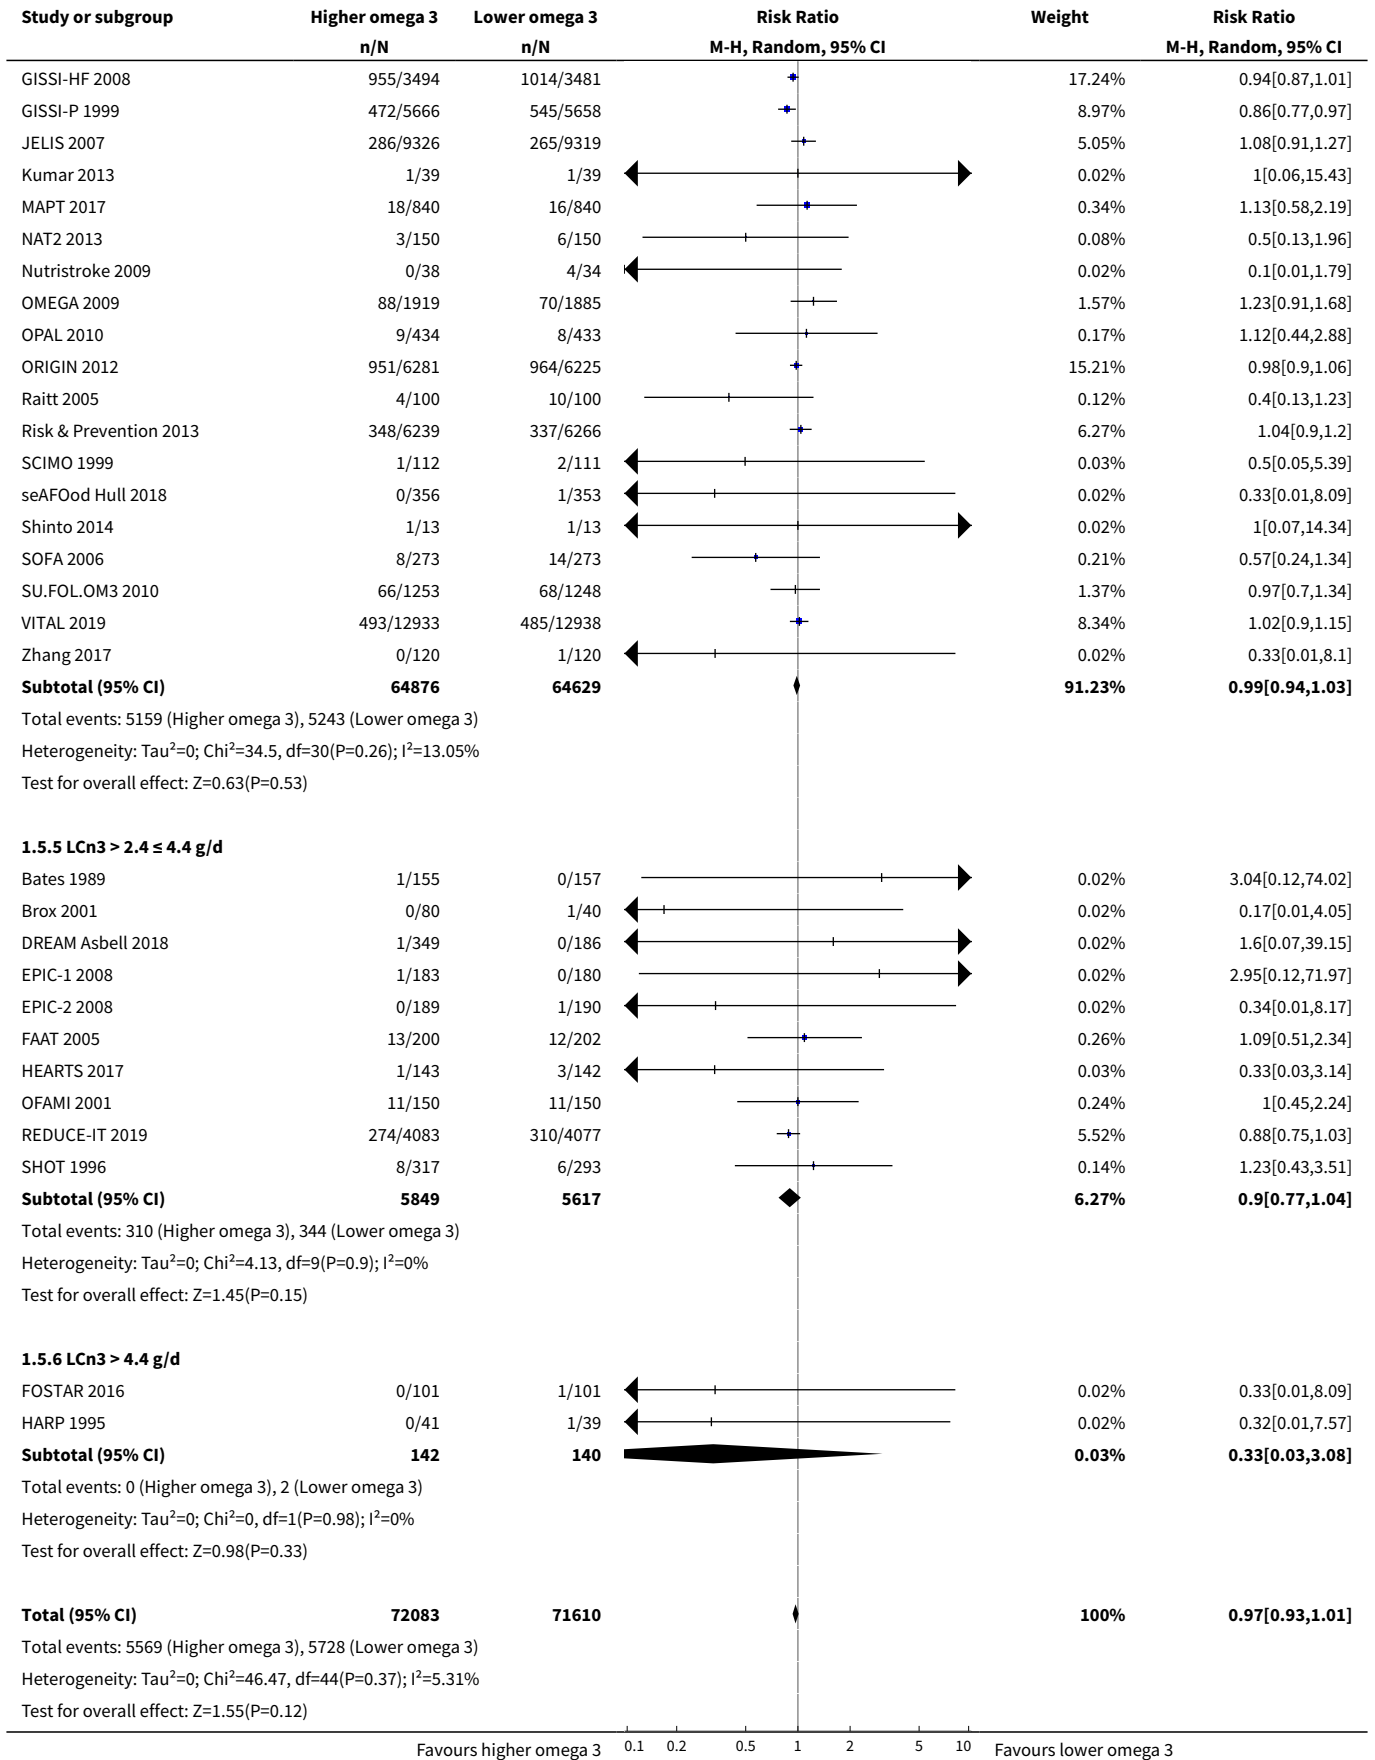 Study or subgroup Higher omega 3 Lower omega 3 Risk Ratio Weight Risk Ratio
n/N n/N M-H, Random, 95% CI M-H, Random, 95% CI
GISSI-HF 2008 955/3494 1014/3481 17.24% 0.94[0.87,1.01]
GISSI-P 1999 472/5666 545/5658 8.97% 0.86[0.77,0.97]
JELIS 2007 286/9326 265/9319 5.05% 1.08[0.91,1.27]
Kumar 2013 1/39 1/39 0.02% 1[0.06,15.43]
MAPT 2017 18/840 16/840 0.34% 1.13[0.58,2.19]
NAT2 2013 3/150 6/150 0.08% 0.5[0.13,1.96]
Nutristroke 2009 0/38 4/34 0.02% 0.1[0.01,1.79]
OMEGA 2009 88/1919 70/1885 1.57% 1.23[0.91,1.68]
OPAL 2010 9/434 8/433 0.17% 1.12[0.44,2.88]
ORIGIN 2012 951/6281 964/6225 15.21% 0.98[0.9,1.06]
Raitt 2005 4/100 10/100 0.12% 0.4[0.13,1.23]
Risk & Prevention 2013 348/6239 337/6266 6.27% 1.04[0.9,1.2]
SCIMO 1999 1/112 2/111 0.03% 0.5[0.05,5.39]
seAFOod Hull 2018 0/356 1/353 0.02% 0.33[0.01,8.09]
Shinto 2014 1/13 1/13 0.02% 1[0.07,14.34]
SOFA 2006 8/273 14/273 0.21% 0.57[0.24,1.34]
SU.FOL.OM3 2010 66/1253 68/1248 1.37% 0.97[0.7,1.34]
VITAL 2019 493/12933 485/12938 8.34% 1.02[0.9,1.15]
Zhang 2017 0/120 1/120 0.02% 0.33[0.01,8.1]
Subtotal (95% CI) 64876 64629 91.23% 0.99[0.94,1.03]
Total events: 5159 (Higher omega 3), 5243 (Lower omega 3)
Heterogeneity: Tau²=0; Chi²=34.5, df=30(P=0.26); I²=13.05%
Test for overall effect: Z=0.63(P=0.53)
1.5.5 LCn3 > 2.4 ≤ 4.4 g/d
Bates 1989 1/155 0/157 0.02% 3.04[0.12,74.02]
Brox 2001 0/80 1/40 0.02% 0.17[0.01,4.05]
DREAM Asbell 2018 1/349 0/186 0.02% 1.6[0.07,39.15]
EPIC-1 2008 1/183 0/180 0.02% 2.95[0.12,71.97]
EPIC-2 2008 0/189 1/190 0.02% 0.34[0.01,8.17]
FAAT 2005 13/200 12/202 0.26% 1.09[0.51,2.34]
HEARTS 2017 1/143 3/142 0.03% 0.33[0.03,3.14]
OFAMI 2001 11/150 11/150 0.24% 1[0.45,2.24]
REDUCE-IT 2019 274/4083 310/4077 5.52% 0.88[0.75,1.03]
SHOT 1996 8/317 6/293 0.14% 1.23[0.43,3.51]
Subtotal (95% CI) 5849 5617 6.27% 0.9[0.77,1.04]
Total events: 310 (Higher omega 3), 344 (Lower omega 3)
Heterogeneity: Tau²=0; Chi²=4.13, df=9(P=0.9); I²=0%
Test for overall effect: Z=1.45(P=0.15)
1.5.6 LCn3 > 4.4 g/d
FOSTAR 2016 0/101 1/101 0.02% 0.33[0.01,8.09]
HARP 1995 0/41 1/39 0.02% 0.32[0.01,7.57]
Subtotal (95% CI) 142 140 0.03% 0.33[0.03,3.08]
Total events: 0 (Higher omega 3), 2 (Lower omega 3)
Heterogeneity: Tau²=0; Chi²=0, df=1(P=0.98); I²=0%
Test for overall effect: Z=0.98(P=0.33)
Total (95% CI) 72083 71610 100% 0.97[0.93,1.01]
Total events: 5569 (Higher omega 3), 5728 (Lower omega 3)
Heterogeneity: Tau²=0; Chi²=46.47, df=44(P=0.37); I²=5.31%
Test for overall effect: Z=1.55(P=0.12)
Favours higher omega 3 0.1 0.2 0.5 1 2 5 10 Favours lower omega 3